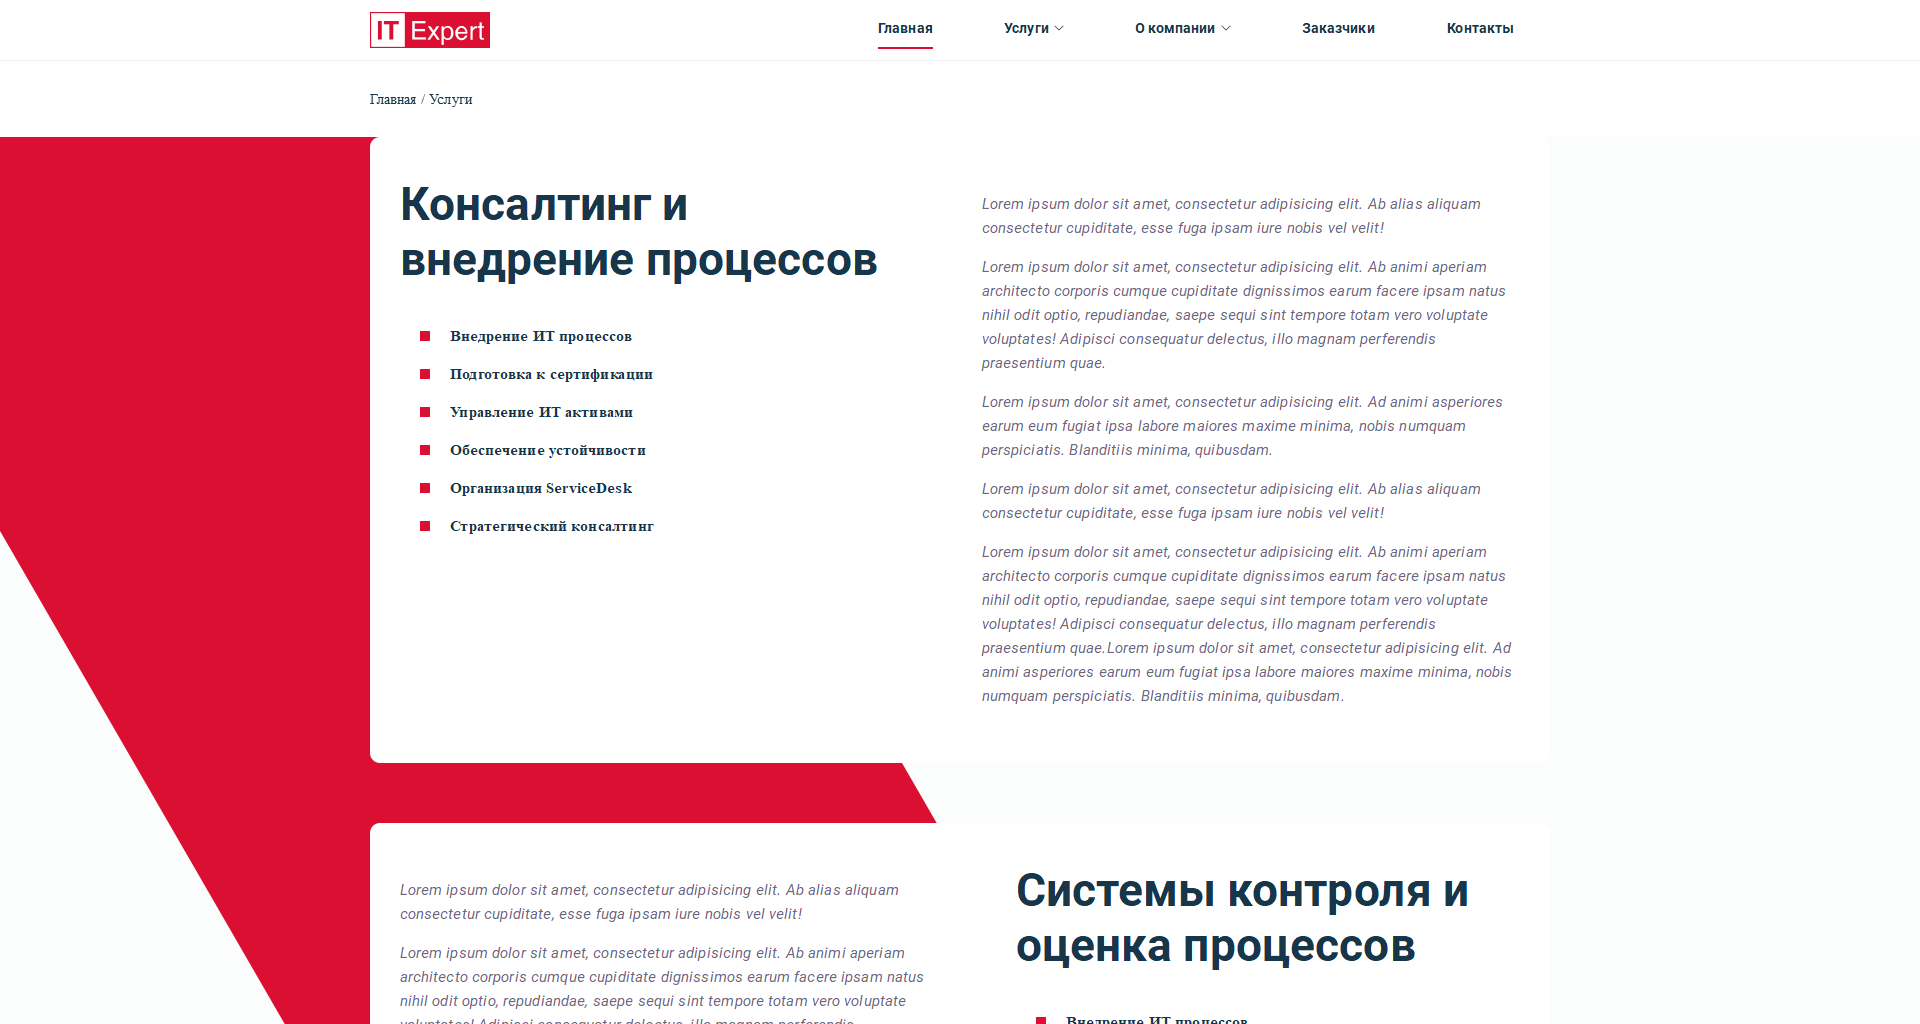 IT Expert
Главная
Услуги
О компании
Заказчики
Контакты
Главная / Услуги
Консалтинг и
внедрение процессов
Внедрение ИТ процессов
Подготовка к сертификации
Управление ИТ активами
Обеспечение устойчивости
Организация ServiceDesk
Стратегический консалтинг
Lorem ipsum dolor sit amet, consectetur adipisicing elit. Ab alias aliquam
consectetur cupiditate, esse fuga ipsam iure nobis vel velit!
Lorem ipsum dolor sit amet, consectetur adipisicing elit. Ab animi aperiam
architecto corporis cumque cupiditate dignissimos earum facere ipsam natus
nihil odit optio, repudiandae, saepe sequi sint tempore totam vero voluptate
voluptates! Adipisci consequatur delectus, illo magnam perferendis
praesentium quae.
Lorem ipsum dolor sit amet, consectetur adipisicing elit. Ad animi asperiores
earum eum fugiat ipsa labore maiores maxime minima, nobis numquam
perspiciatis. Blanditiis minima, quibusdam.
Lorem ipsum dolor sit amet, consectetur adipisicing elit. Ab alias aliquam
consectetur cupiditate, esse fuga ipsam iure nobis vel velit!
Lorem ipsum dolor sit amet, consectetur adipisicing elit. Ab animi aperiam
architecto corporis cumque cupiditate dignissimos earum facere ipsam natus
nihil odit optio, repudiandae, saepe sequi sint tempore totam vero voluptate
voluptates! Adipisci consequatur delectus, illo magnam perferendis
praesentium quae.Lorem ipsum dolor sit amet, consectetur adipisicing elit. Ad
animi asperiores earum eum fugiat ipsa labore maiores maxime minima, nobis
numquam perspiciatis. Blanditiis minima, quibusdam.
Lorem ipsum dolor sit amet, consectetur adipisicing elit. Ab alias aliquam
consectetur cupiditate, esse fuga ipsam iure nobis vel velit!
Lorem ipsum dolor sit amet, consectetur adipisicing elit. Ab animi aperiam
architecto corporis cumque cupiditate dignissimos earum facere ipsam natus
nihil odit optio, repudiandae, saepe sequi sint tempore totam vero voluptate
voluptates! Adipisci consequatur delectus, illo magnam perferendis
Системы контроля и
оценка процессов
Внедрение ИТ процессов